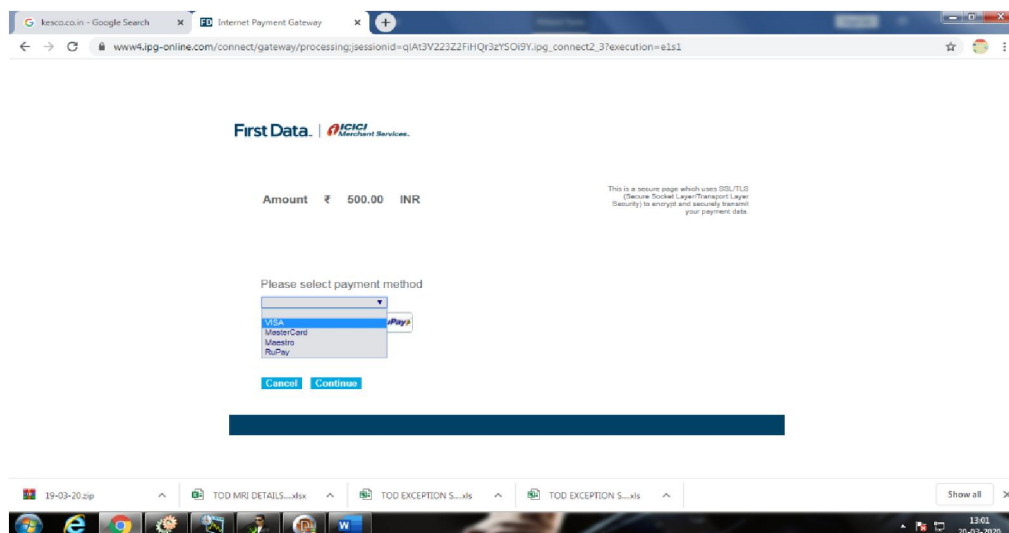 kesco.co.in - Google Search
Internet Payment Gateway
www4.ipg-online.com/connect/gateway/processing;jsessionid=qIAt3V223Z2FiHQr3zYSOi9Y.ipg_connect2_3?execution=e1s1
First Data. | ICICI Merchant Services.
Amount ₹ 500.00 INR
This is a secure page which uses SSL/TLS
(Secure Socket Layer/Transport Layer
Security) to encrypt and securely transmit
your payment data.
Please select payment method
VISA
MasterCard
Maestro
RuPay
Cancel Continue
19-03-20.zip
TOD MRI DETAILS....xlsx
TOD EXCEPTION S....xls
TOD EXCEPTION S....xls
Show all
13:01
20-03-2020